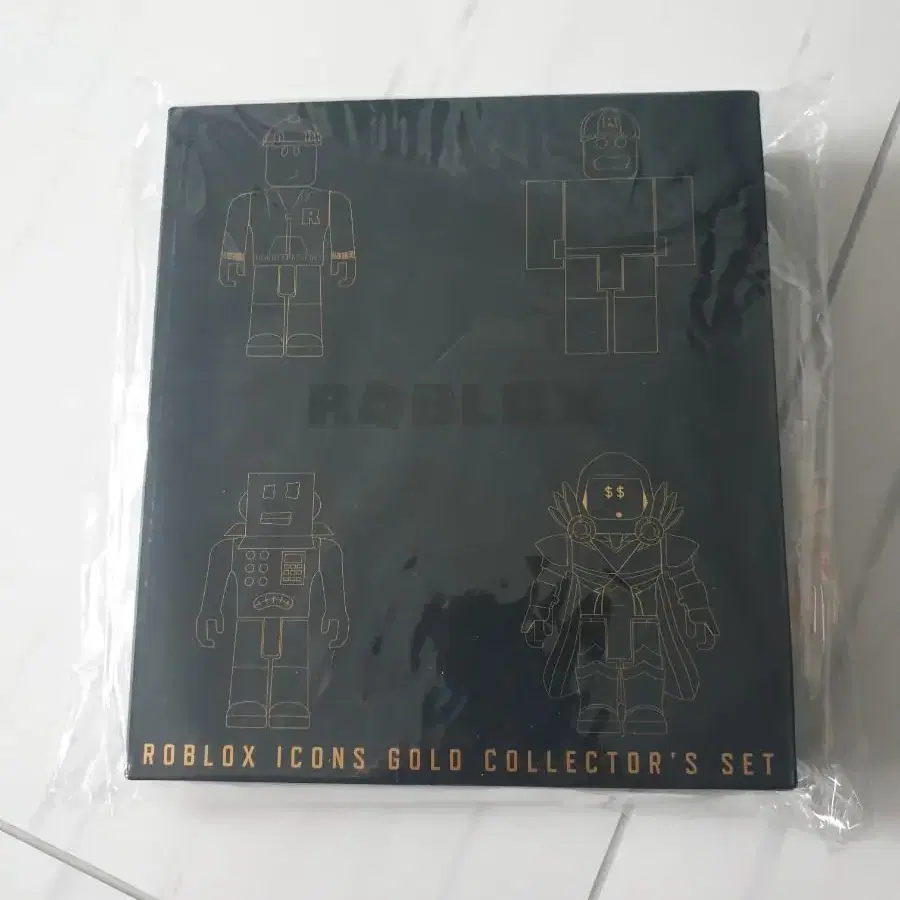 R
ROBLOX
$$
ROBLOX ICONS GOLD COLLECTOR'S SET